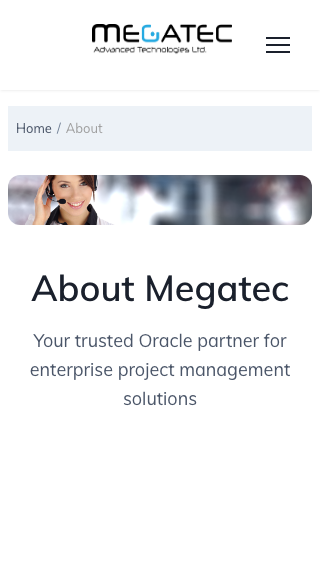 MEGATEC
Advanced Technologies Ltd.
Home / About
About Megatec
Your trusted Oracle partner for
enterprise project management
solutions